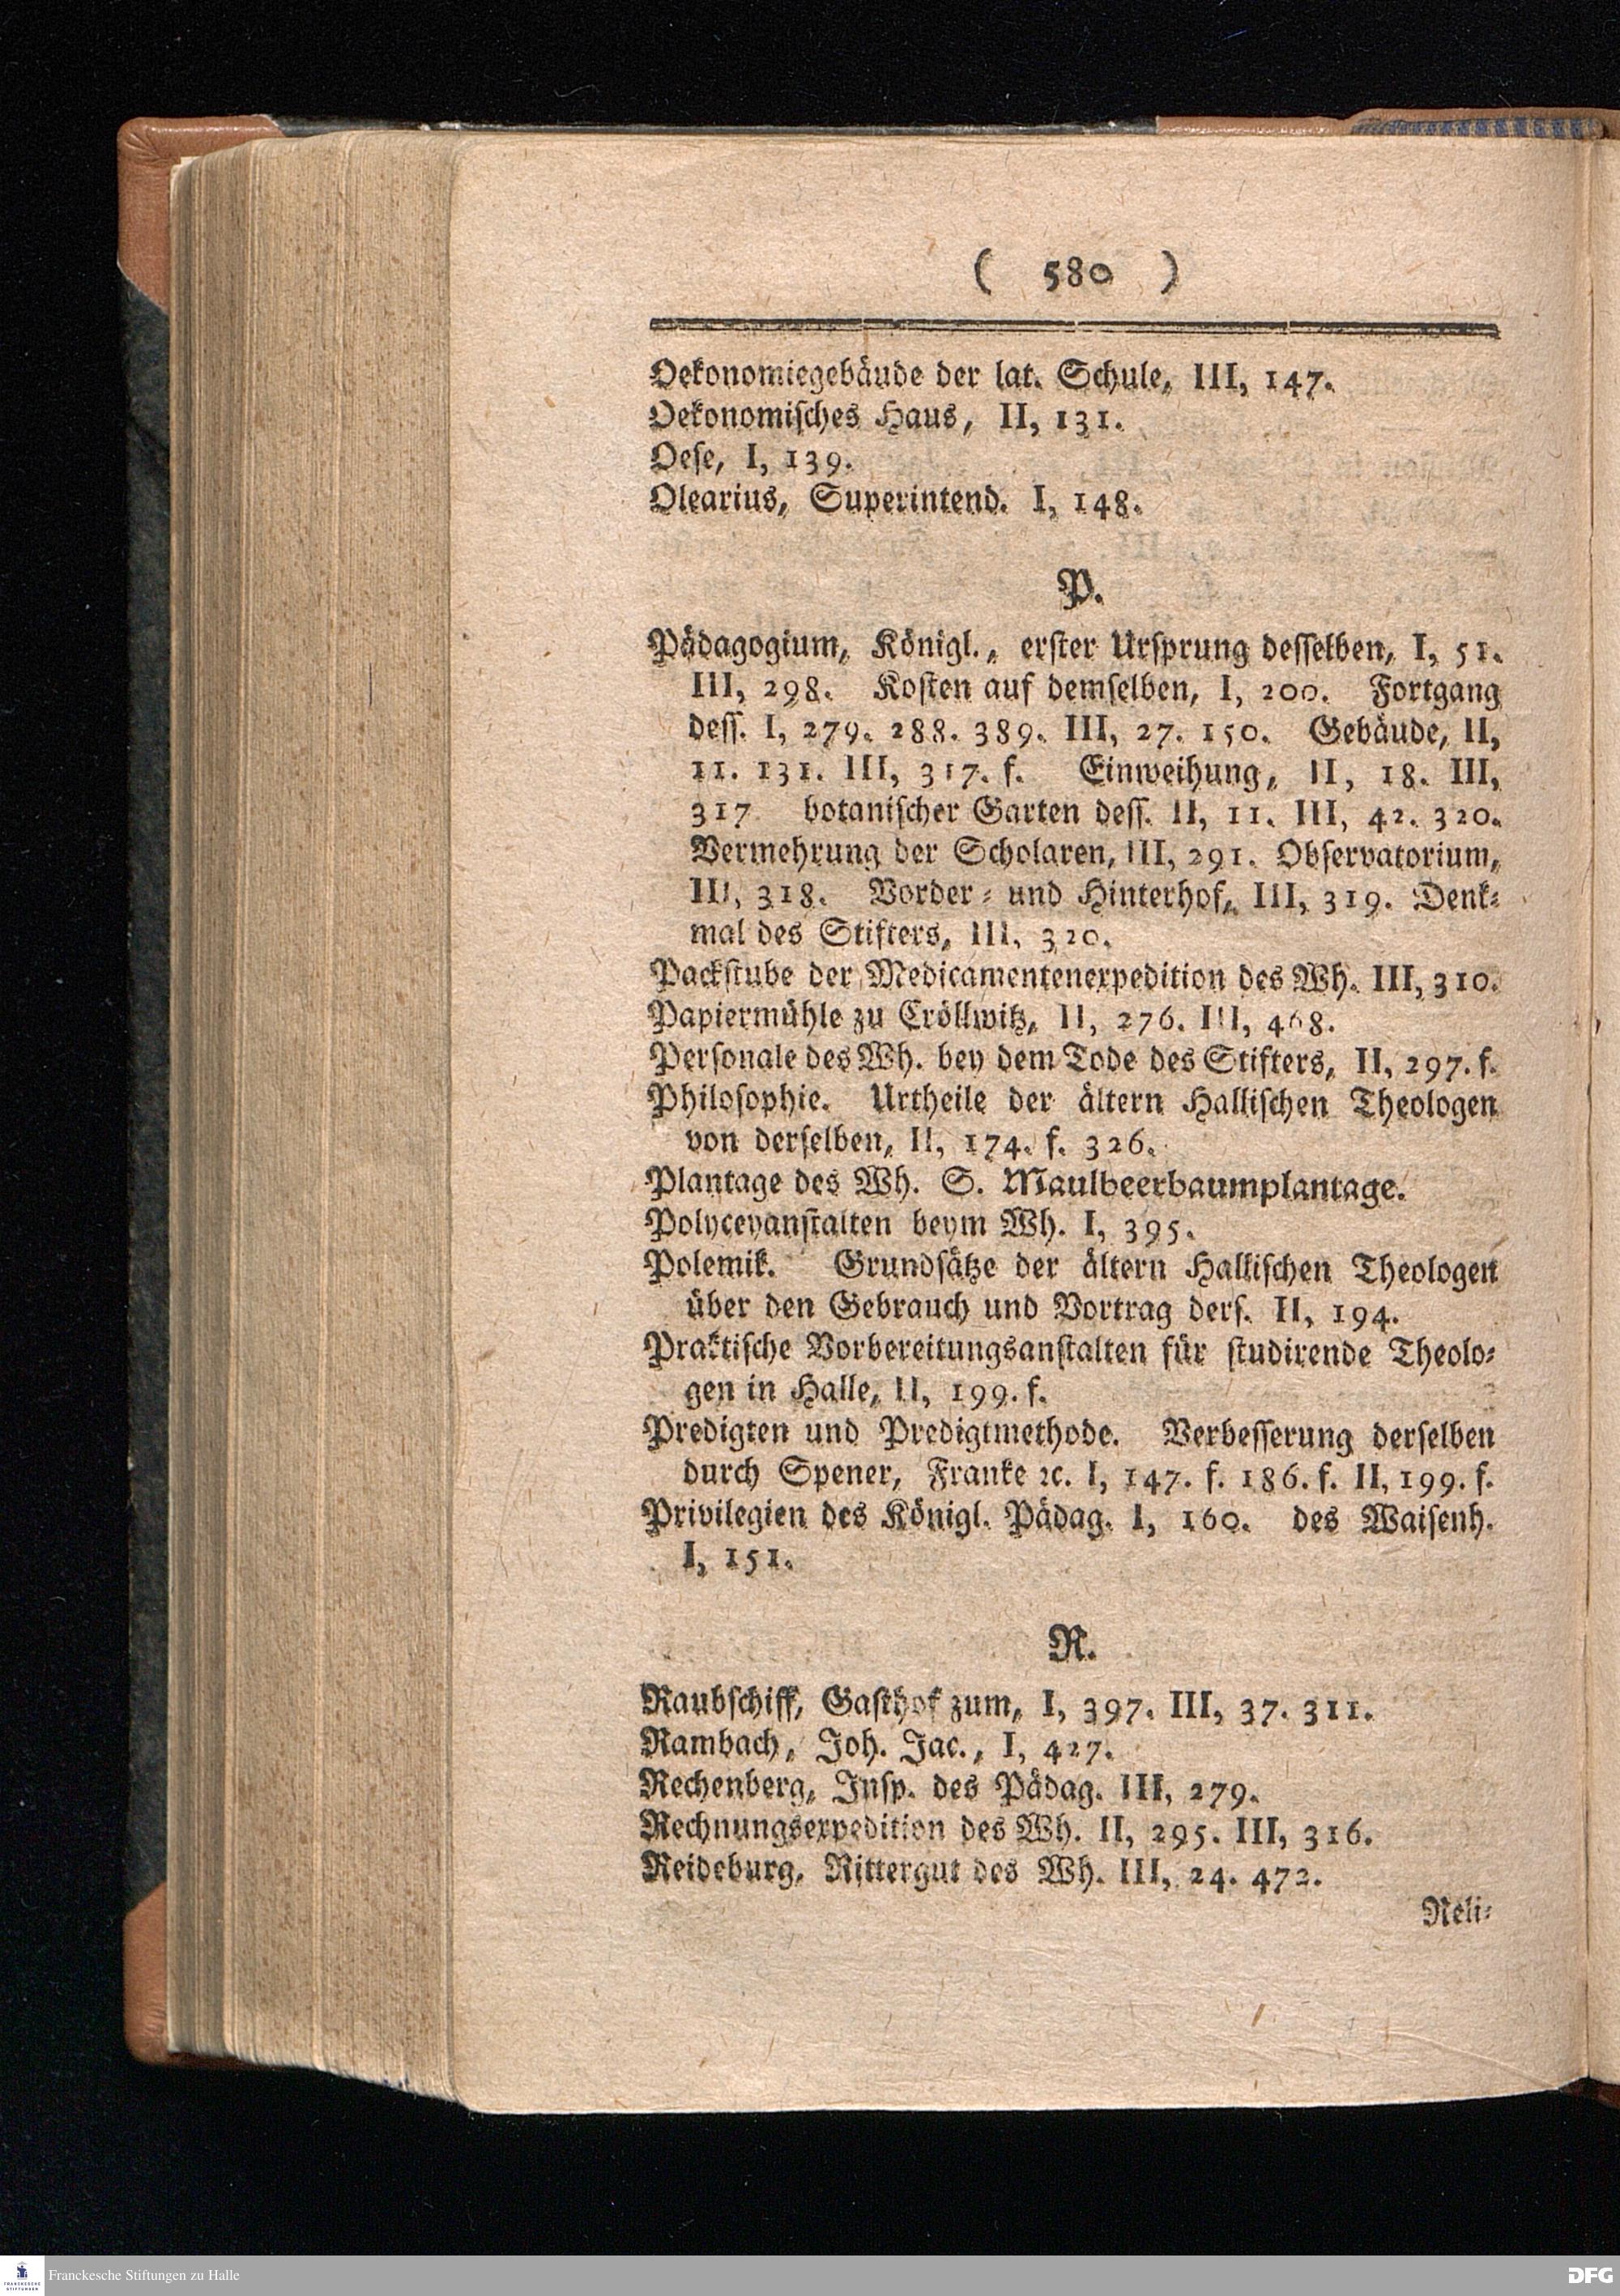 ( 580 )
Oekonomiegebäude der lat. Schule, III, 147.
Oekonomisches Haus, II, 131.
Oese, I, 139.
Olearius, Superintend. I, 148.
P.
Pädagogium, Königl., erster Ursprung desselben, I, 51.
III, 298. Kosten auf demselben, I, 200. Fortgang
dess. I, 279. 288. 389. III, 27. 150. Gebäude, II,
11. 131. III, 317. f. Einweihung, II, 18. III,
317 botanischer Garten dess. II, 11. III, 42. 320.
Vermehrung der Scholaren, III, 291. Observatorium,
III, 318. Vorder- und Hinterhof, III, 319. Denk-
mal des Stifters, III, 320.
Packstube der Medicamentenexpedition des Wh. III, 310.
Papiermühle zu Cröllwitz, II, 276. III, 468.
Personale des Wh. bey dem Tode des Stifters, II, 297. f.
Philosophie. Urtheile der ältern Hallischen Theologen
von derselben, II, 174. f. 326.
Plantage des Wh. S. Maulbeerbaumplantage.
Polyceyanstalten beym Wh. I, 395.
Polemik. Grundsätze der ältern Hallischen Theologen
über den Gebrauch und Vortrag ders. II, 194.
Praktische Vorbereitungsanstalten für studirende Theolo-
gen in Halle, II, 199. f.
Predigten und Predigtmethode. Verbesserung derselben
durch Spener, Franke ꝛc. I, 147. f. 186. f. II, 199. f.
Privilegien des Königl. Pädag. I, 160. des Waisenh.
I, 151.
R.
Raubschiff, Gasthof zum, I, 397. III, 37. 311.
Rambach, Joh. Jac., I, 427.
Rechenberg, Insp. des Pädag. III, 279.
Rechnungsexpedition des Wh. II, 295. III, 316.
Reideburg, Rittergut des Wh. III, 24. 472.
Reli-
FRANCKESCHE
STIFTUNGEN
Franckesche Stiftungen zu Halle
DFG